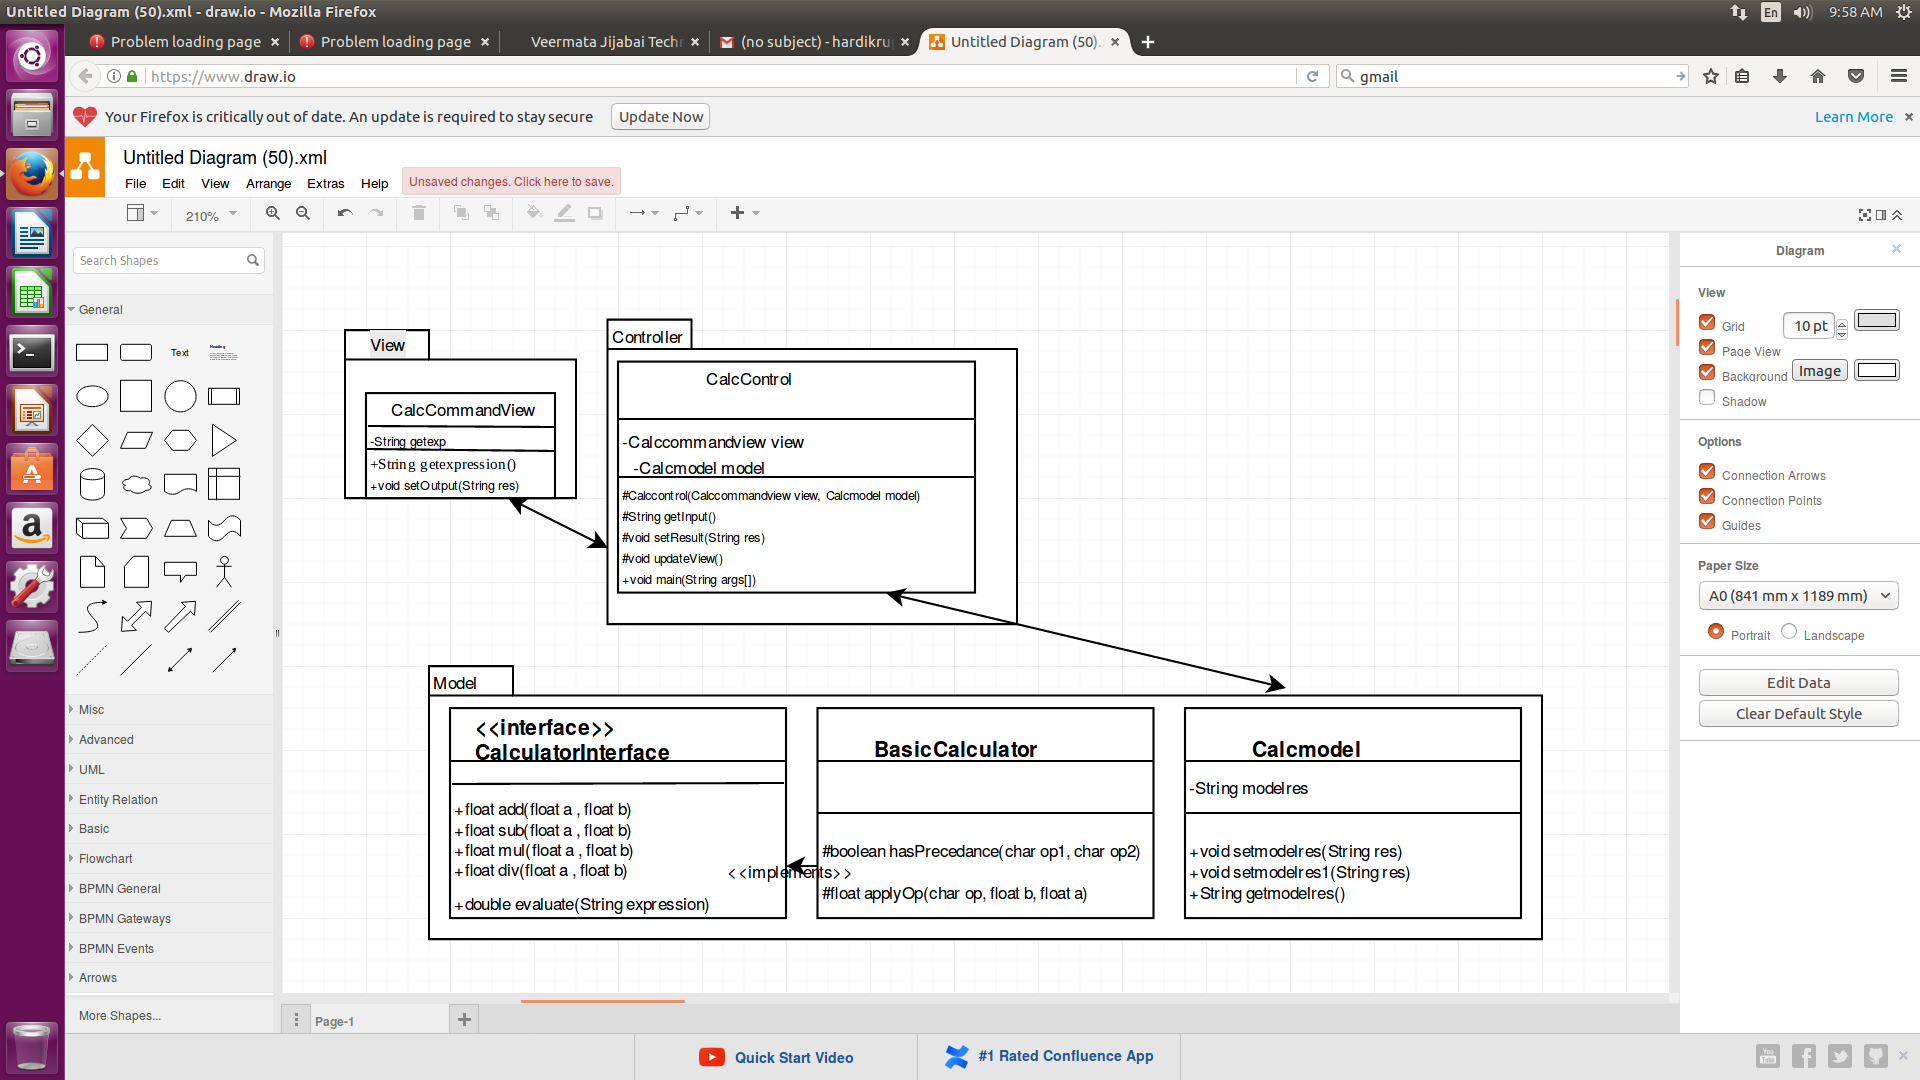 Untitled Diagram (50).xml - draw.io - Mozilla Firefox
En
9:58 AM
Problem loading page
Problem loading page
Veermata Jijabai Techn
(no subject) - hardikru
Untitled Diagram (50).
https://www.draw.io
gmail
Your Firefox is critically out of date. An update is required to stay secure
Update Now
Learn More
Untitled Diagram (50).xml
File Edit View Arrange Extras Help
Unsaved changes. Click here to save.
210%
Search Shapes
General
Text
Heading
Misc
Advanced
UML
Entity Relation
Basic
Flowchart
BPMN General
BPMN Gateways
BPMN Events
Arrows
More Shapes...
View
CalcCommandView
-String getexp
+String getexpression()
+void setOutput(String res)
Controller
CalcControl
-Calccommandview view
-Calcmodel model
#Calccontrol(Calccommandview view, Calcmodel model)
#String getInput()
#void setResult(String res)
#void updateView()
+void main(String args[])
Model
<<interface>>
CalculatorInterface
+float add(float a , float b)
+float sub(float a , float b)
+float mul(float a , float b)
+float div(float a , float b)
+double evaluate(String expression)
<<implements>>
BasicCalculator
#boolean hasPrecedance(char op1, char op2)
#float applyOp(char op, float b, float a)
Calcmodel
-String modelres
+void setmodelres(String res)
+void setmodelres1(String res)
+String getmodelres()
Diagram
View
Grid
10 pt
Page View
Background
Image
Shadow
Options
Connection Arrows
Connection Points
Guides
Paper Size
A0 (841 mm x 1189 mm)
Portrait
Landscape
Edit Data
Clear Default Style
Page-1
Quick Start Video
#1 Rated Confluence App
You
Tube